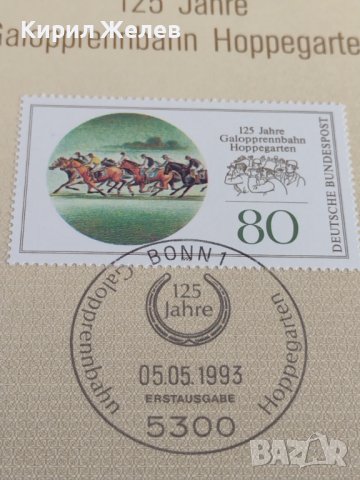 125 Jahre
Galopprennbahn Hoppegarten
Кирил Желев
125 Jahre
Galopprennbahn
Hoppegarten
80
DEUTSCHE BUNDESPOST
BONN 1
Galopprennbahn
Hoppegarten
125
Jahre
05.05.1993
ERSTAUSGABE
5300
BAZAR